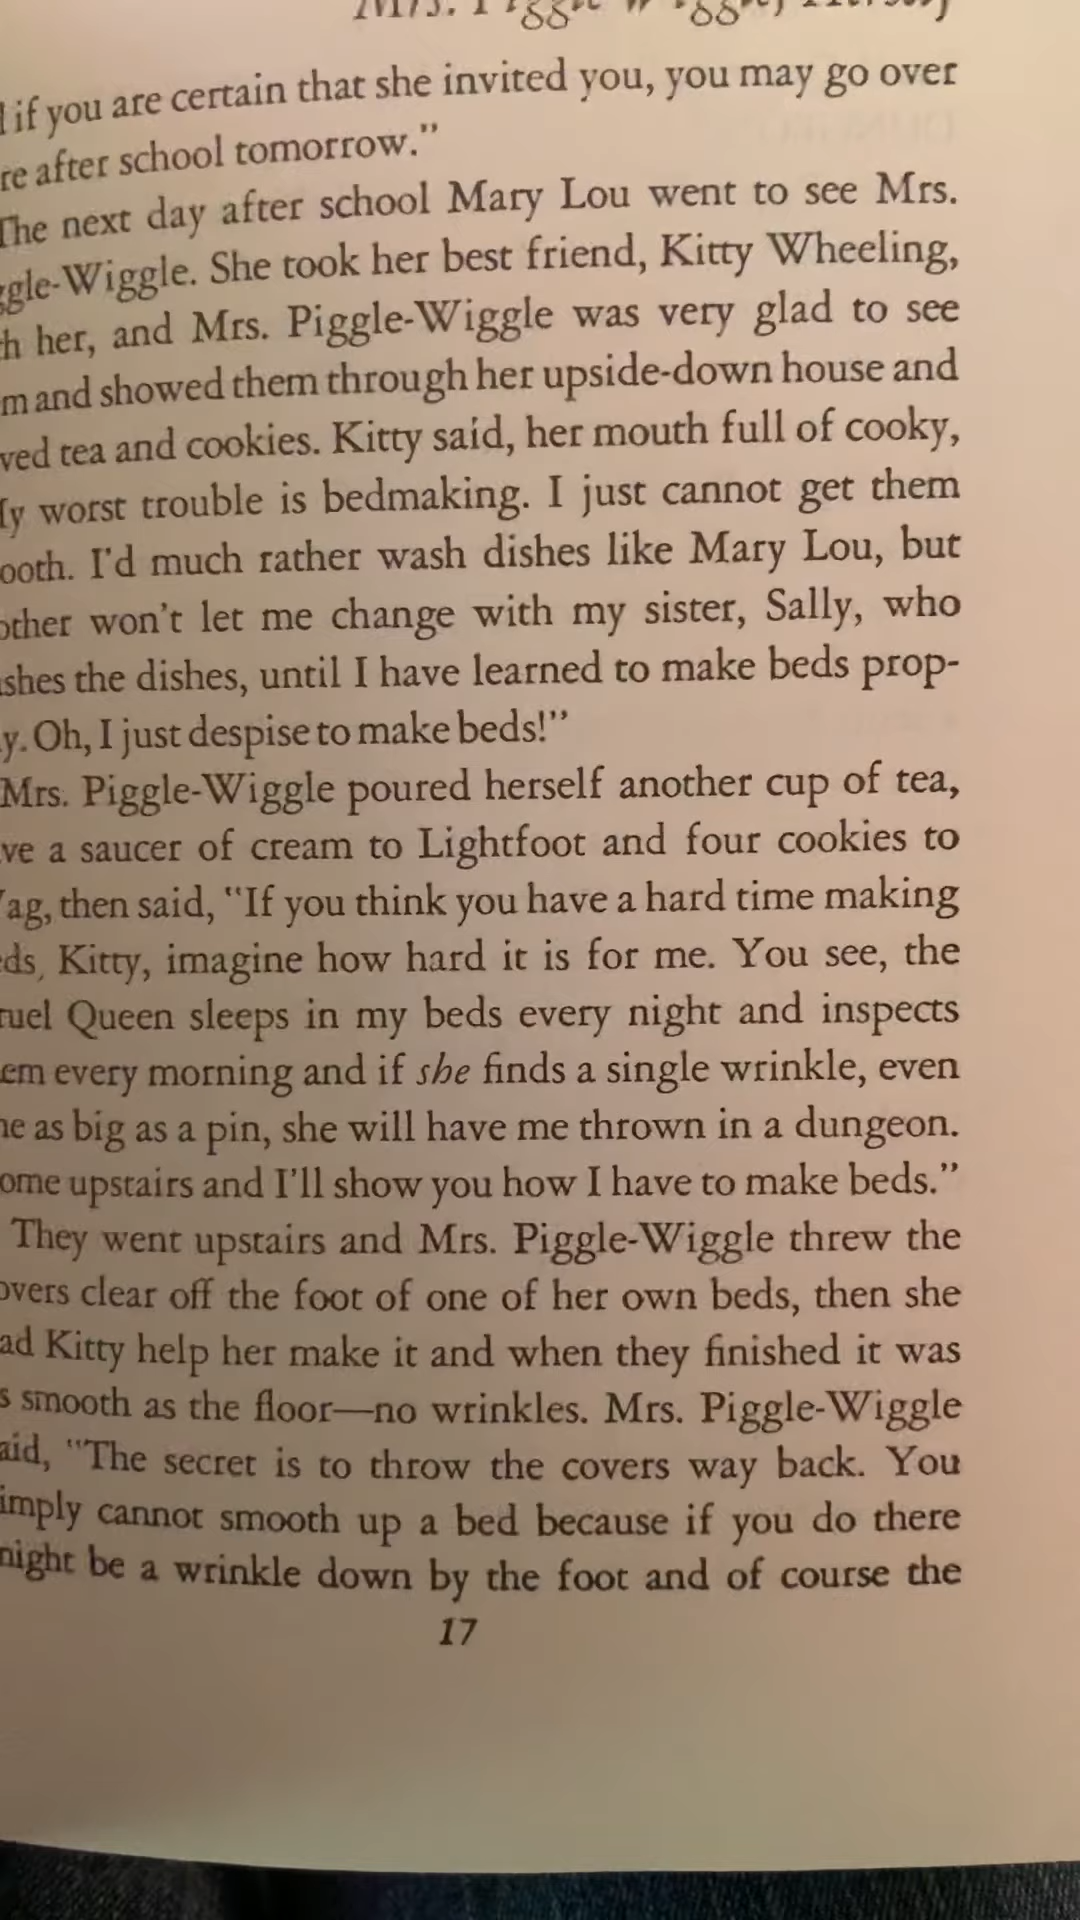 if you are certain that she invited you, you may go over
re after school tomorrow.”
The next day after school Mary Lou went to see Mrs.
ggle-Wiggle. She took her best friend, Kitty Wheeling,
h her, and Mrs. Piggle-Wiggle was very glad to see
m and showed them through her upside-down house and
ved tea and cookies. Kitty said, her mouth full of cooky,
y worst trouble is bedmaking. I just cannot get them
ooth. I'd much rather wash dishes like Mary Lou, but
other won't let me change with my sister, Sally, who
shes the dishes, until I have learned to make beds prop-
y. Oh, I just despise to make beds!”
Mrs. Piggle-Wiggle poured herself another cup of tea,
ve a saucer of cream to Lightfoot and four cookies to
ag, then said, “If you think you have a hard time making
ds, Kitty, imagine how hard it is for me. You see, the
ruel Queen sleeps in my beds every night and inspects
em every morning and if she finds a single wrinkle, even
ne as big as a pin, she will have me thrown in a dungeon.
ome upstairs and I'll show you how I have to make beds.”
They went upstairs and Mrs. Piggle-Wiggle threw the
overs clear off the foot of one of her own beds, then she
ad Kitty help her make it and when they finished it was
s smooth as the floor—no wrinkles. Mrs. Piggle-Wiggle
aid, “The secret is to throw the covers way back. You
imply cannot smooth up a bed because if you do there
might be a wrinkle down by the foot and of course the
17